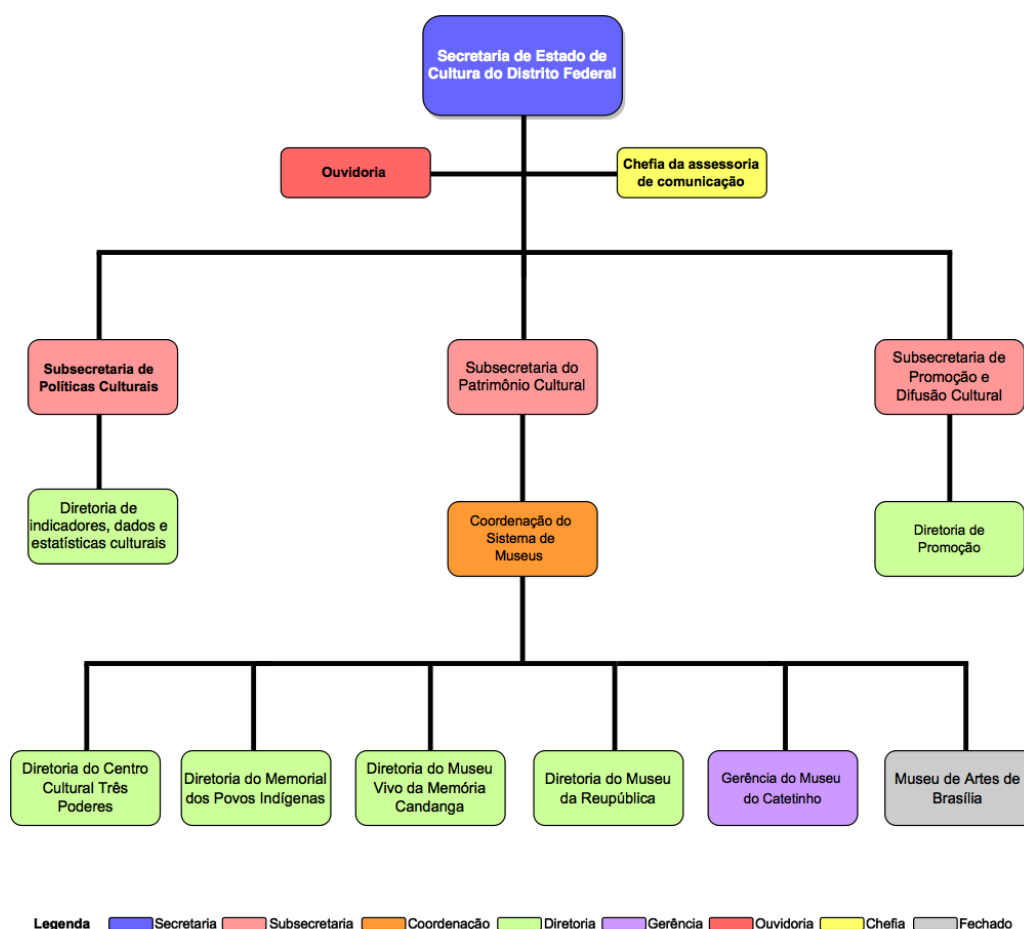 Secretaria de Estado de
Cultura do Distrito Federal
Ouvidoria
Chefia da assessoria
de comunicação
Subsecretaria de
Políticas Culturais
Subsecretaria do
Patrimônio Cultural
Subsecretaria de
Promoção e
Difusão Cultural
Diretoria de
indicadores, dados e
estatísticas culturais
Coordenação do
Sistema de
Museus
Diretoria de
Promoção
Diretoria do Centro
Cultural Três
Poderes
Diretoria do Memorial
dos Povos Indígenas
Diretoria do Museu
Vivo da Memória
Candanga
Diretoria do Museu
da Reupública
Gerência do Museu
do Catetinho
Museu de Artes de
Brasília
Legenda Secretaria Subsecretaria Coordenação Diretoria Gerência Ouvidoria Chefia Fechado